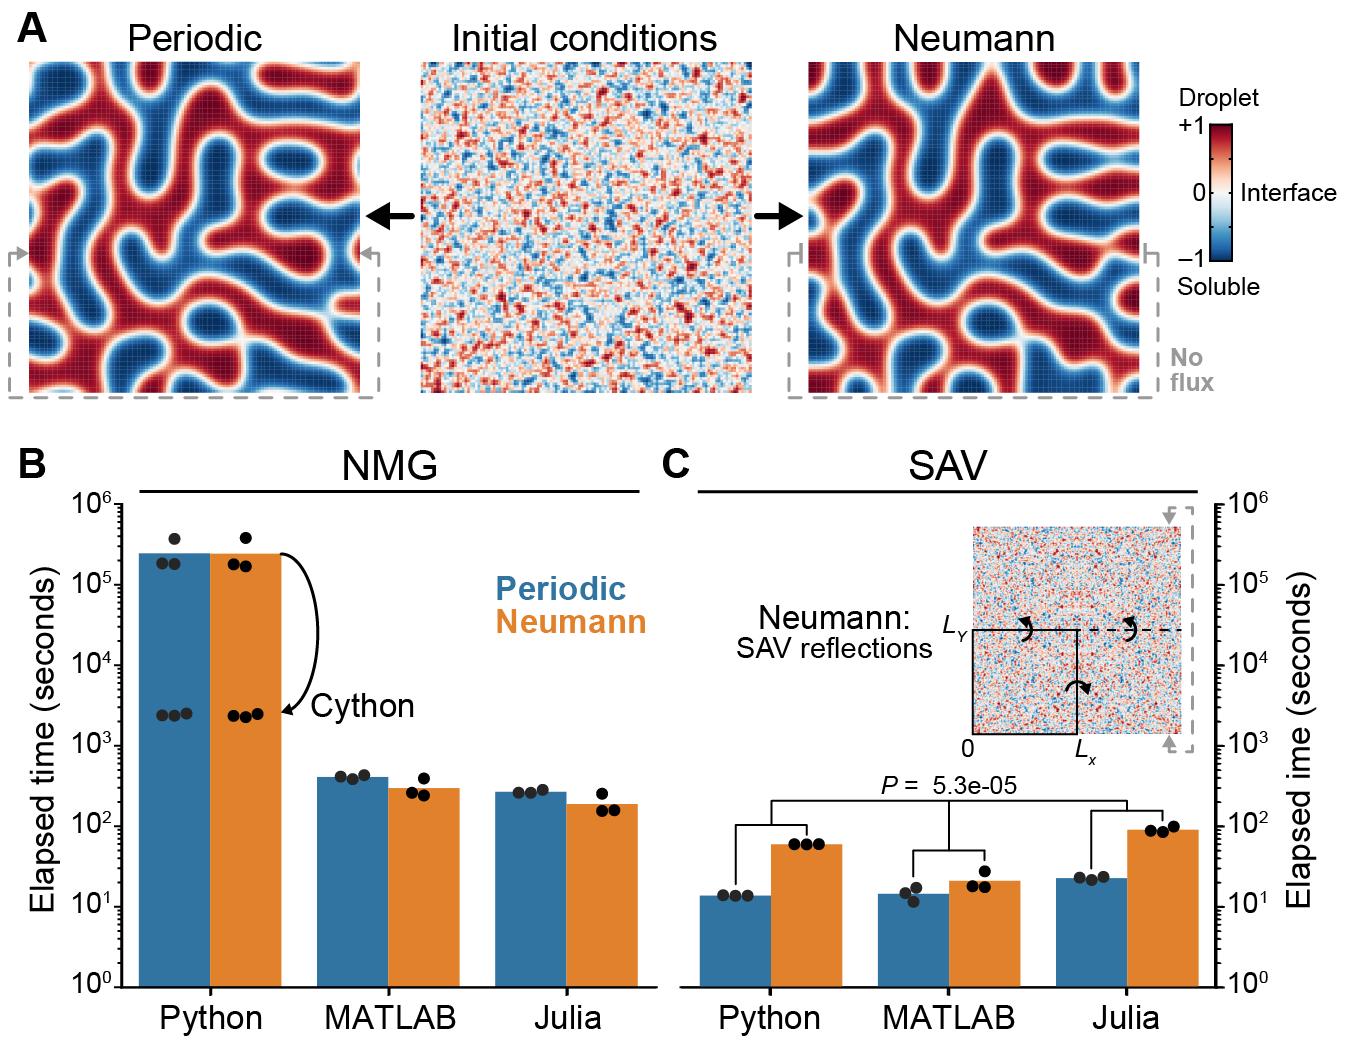 A
Periodic
Initial conditions
Neumann
Droplet
+1
0
Interface
–1
Soluble
No
flux
B
NMG
10⁶
10⁵
10⁴
10³
10²
10¹
10⁰
Elapsed time (seconds)
Periodic
Neumann
Cython
Python
MATLAB
Julia
C
SAV
Neumann:
SAV reflections
L_Y
0
L_x
P = 5.3e-05
10⁶
10⁵
10⁴
10³
10²
10¹
10⁰
Elapsed ime (seconds)
Python
MATLAB
Julia